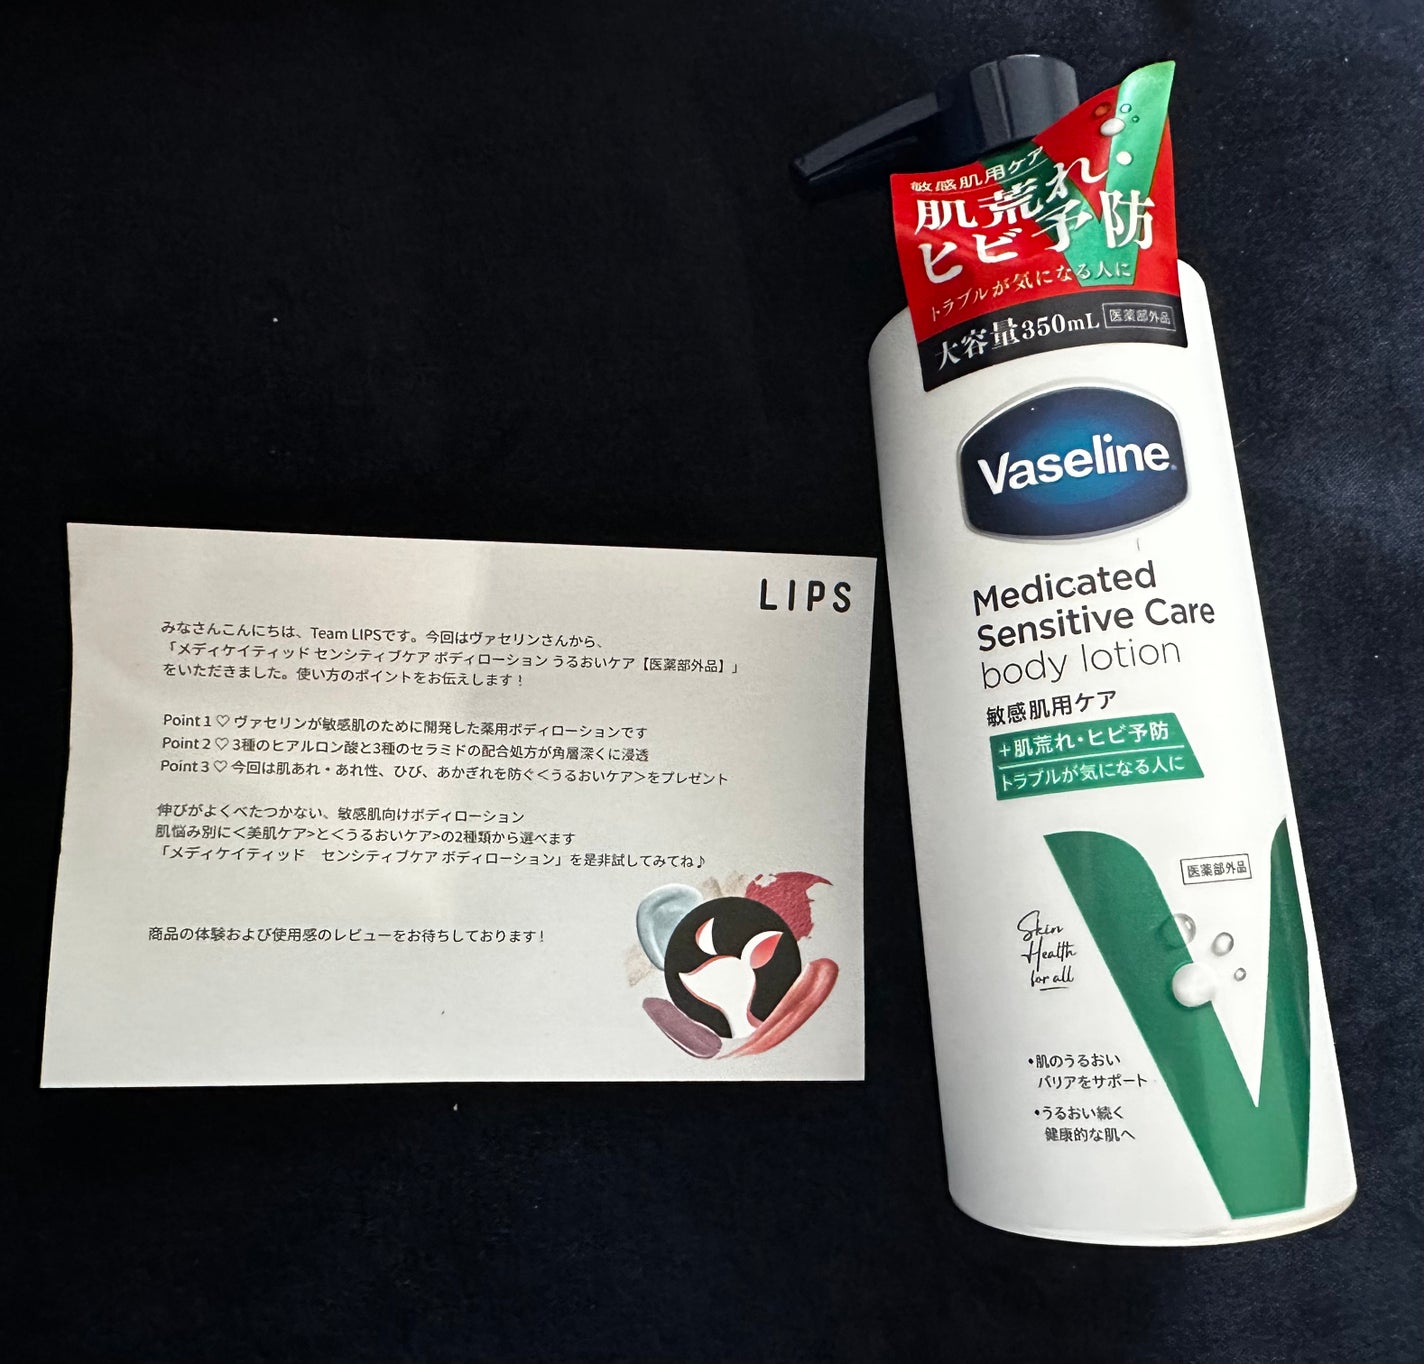 LIPS
みなさんこんにちは、Team LIPSです。今回はヴァセリンさんから、
「メディケイティッド センシティブケア ボディローション うるおいケア【医薬部外品】」
をいただきました。使い方のポイントをお伝えします！
Point 1 ♡ ヴァセリンが敏感肌のために開発した薬用ボディローションです
Point 2 ♡ 3種のヒアルロン酸と3種のセラミドの配合処方が角層深くに浸透
Point 3 ♡ 今回は肌あれ・あれ性、ひび、あかぎれを防ぐ＜うるおいケア＞をプレゼント
伸びがよくべたつかない、敏感肌向けボディローション
肌悩み別に＜美肌ケア>と＜うるおいケア>の2種類から選べます
「メディケイティッド　センシティブケア ボディローション」を是非試してみてね♪
商品の体験および使用感のレビューをお待ちしております！
敏感肌用ケア
肌荒れ・
ヒビ予防
トラブルが気になる人に
大容量350mL 医薬部外品
Vaseline
Medicated
Sensitive Care
body lotion
敏感肌用ケア
+肌荒れ・ヒビ予防
トラブルが気になる人に
医薬部外品
Skin
Health
for all
•肌のうるおい
バリアをサポート
•うるおい続く
健康的な肌へ